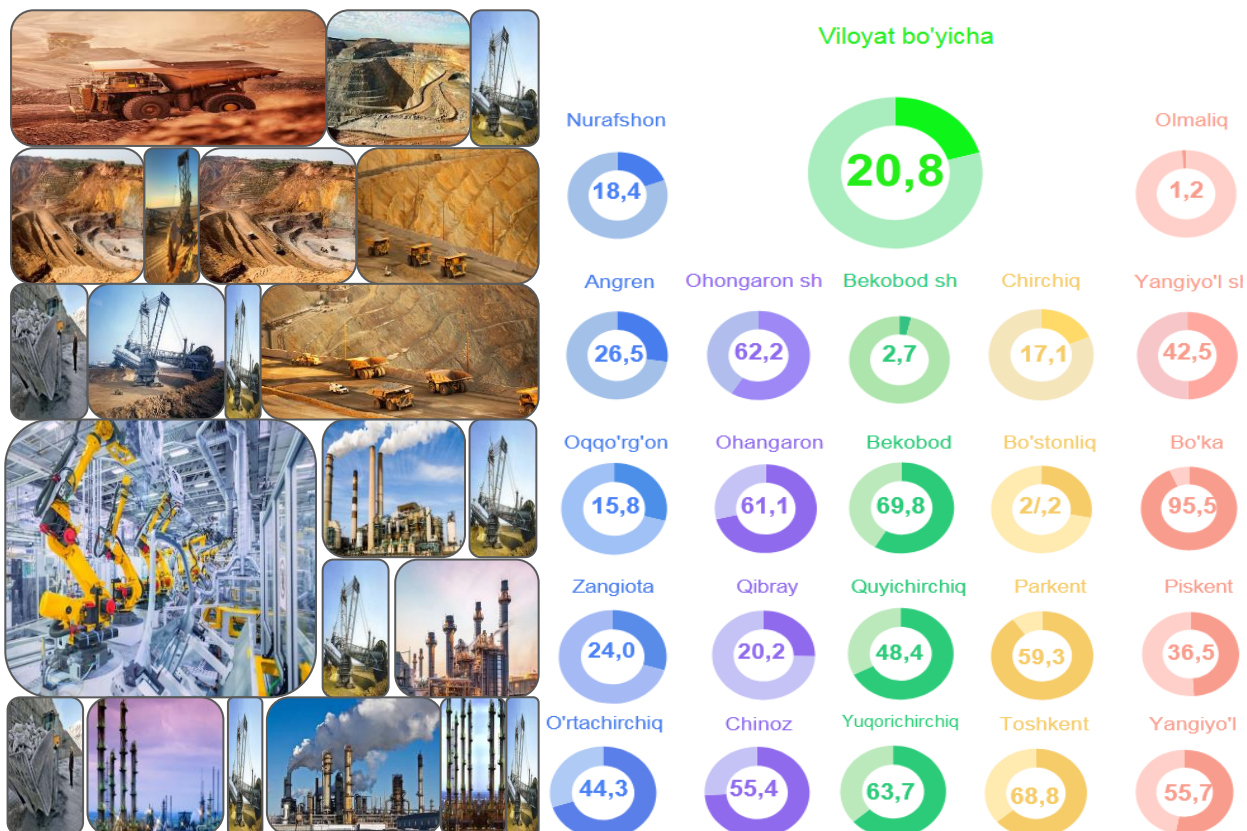 Viloyat bo'yicha
20,8
Nurafshon
18,4
Olmaliq
1,2
Angren
26,5
Ohongaron sh
62,2
Bekobod sh
2,7
Chirchiq
17,1
Yangiyo'l sh
42,5
Oqqo'rg'on
15,8
Ohangaron
61,1
Bekobod
69,8
Bo'stonliq
2/,2
Bo'ka
95,5
Zangiota
24,0
Qibray
20,2
Quyichirchiq
48,4
Parkent
59,3
Piskent
36,5
O'rtachirchiq
44,3
Chinoz
55,4
Yuqorichirchiq
63,7
Toshkent
68,8
Yangiyo'l
55,7